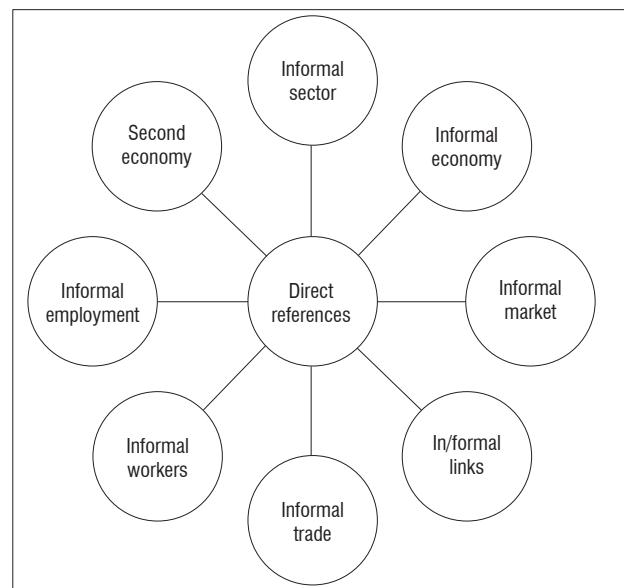 Informal
sector
Second
economy
Informal
economy
Informal
employment
Direct
references
Informal
market
Informal
workers
In/formal
links
Informal
trade